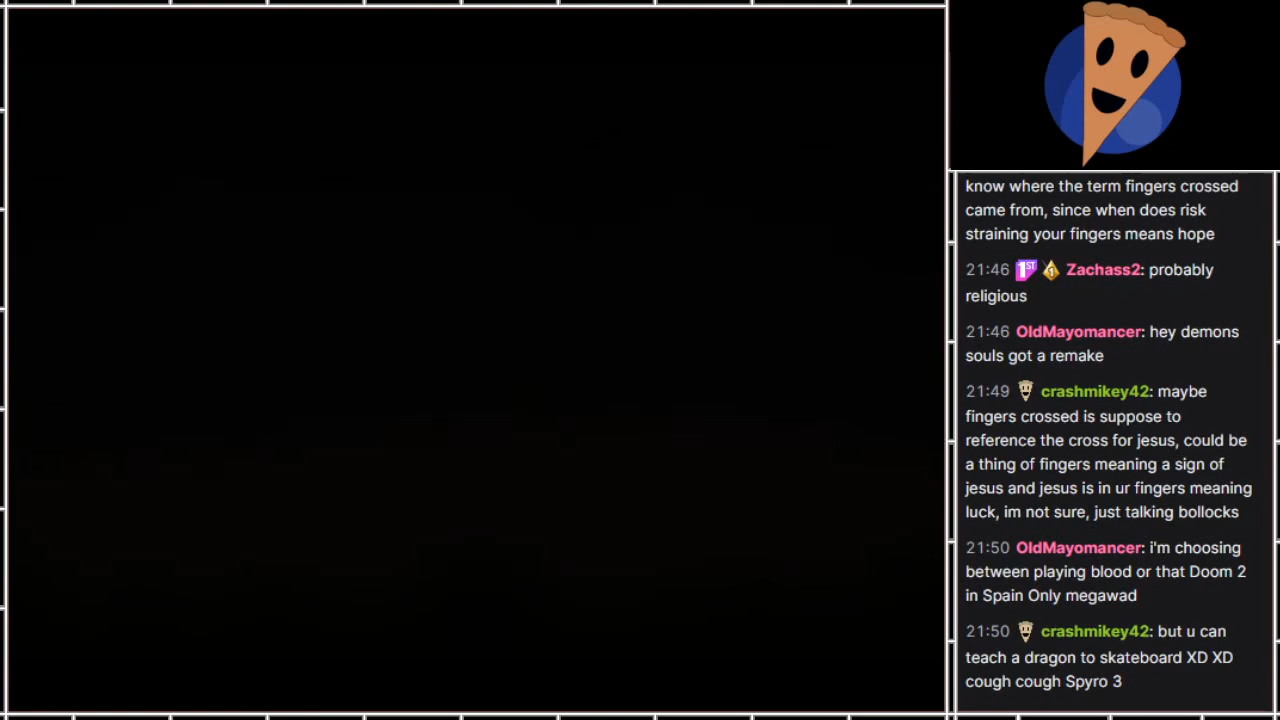 know where the term fingers crossed
came from, since when does risk
straining your fingers means hope
21:46 1ST 1 Zachass2: probably
religious
21:46 OldMayomancer: hey demons
souls got a remake
21:49 crashmikey42: maybe
fingers crossed is suppose to
reference the cross for jesus, could be
a thing of fingers meaning a sign of
jesus and jesus is in ur fingers meaning
luck, im not sure, just talking bollocks
21:50 OldMayomancer: i'm choosing
between playing blood or that Doom 2
in Spain Only megawad
21:50 crashmikey42: but u can
teach a dragon to skateboard XD XD
cough cough Spyro 3